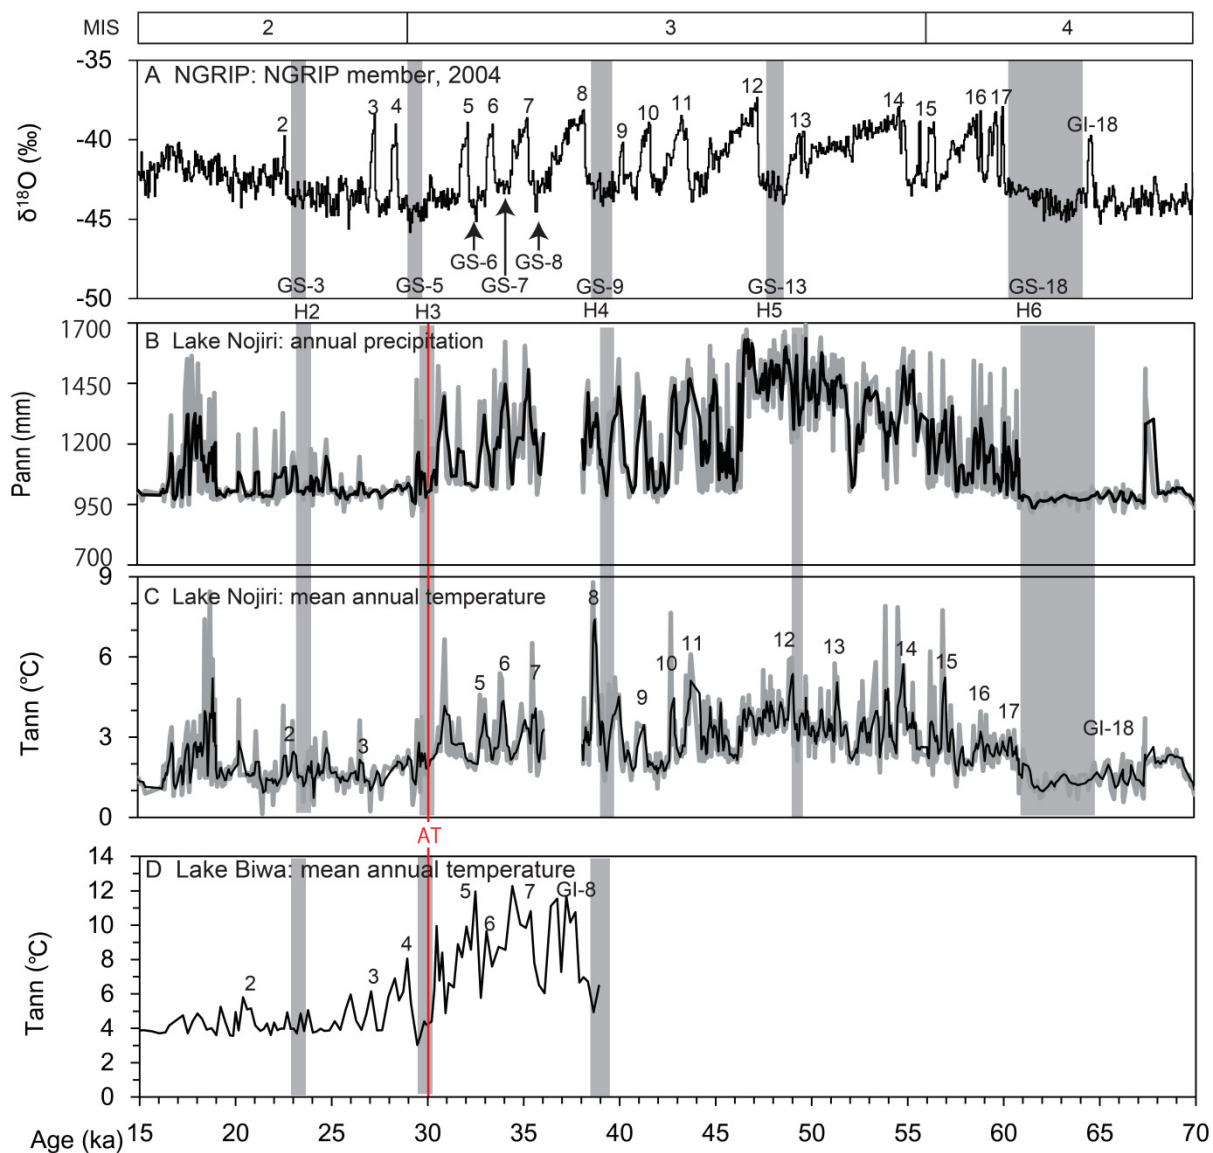 MIS 2 3 4
-35
A NGRIP: NGRIP member, 2004
2 3 4 5 6 7 8 9 10 11 12 13 14 15 16 17 GI-18
-40
δ18O (‰)
-45
GS-6 GS-8
GS-3 GS-5 GS-7 GS-9 GS-13 GS-18
-50
H2 H3 H4 H5 H6
1700
B Lake Nojiri: annual precipitation
1450
Pann (mm)
1200
950
700
9
C Lake Nojiri: mean annual temperature
8
6
Tann (°C)
2 3 5 6 7 9 10 11 12 13 14 15 16 17 GI-18
3
0
AT
14
D Lake Biwa: mean annual temperature
12
5 7 GI-8
10
6
Tann (°C)
8
4
6
2 3
4
2
0
15 20 25 30 35 40 45 50 55 60 65 70
Age (ka)